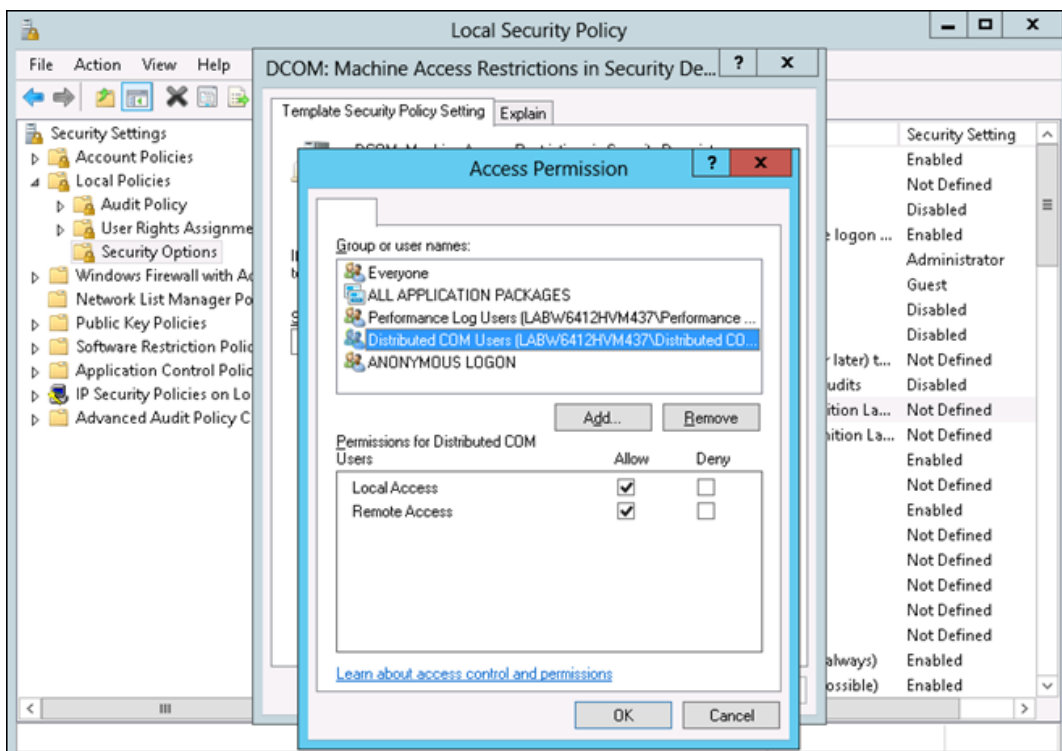 Local Security Policy
File Action View Help
DCOM: Machine Access Restrictions in Security De...
Template Security Policy Setting
Explain
Security Settings
Account Policies
Local Policies
Audit Policy
User Rights Assignme
Security Options
Windows Firewall with Ad
Network List Manager Po
Public Key Policies
Software Restriction Polic
Application Control Polic
IP Security Policies on Lo
Advanced Audit Policy C
Access Permission
Group or user names:
Everyone
ALL APPLICATION PACKAGES
Performance Log Users (LABW6412HVM437\Performance ...
Distributed COM Users (LABW6412HVM437\Distributed CO...
ANONYMOUS LOGON
Add...
Remove
Permissions for Distributed COM
Users
Allow
Deny
Local Access
Remote Access
Learn about access control and permissions
OK
Cancel
Security Setting
Enabled
Not Defined
Disabled
e logon ... Enabled
Administrator
Guest
Disabled
Disabled
r later) t... Not Defined
udits Disabled
ition La... Not Defined
nition La... Not Defined
Enabled
Not Defined
Enabled
Not Defined
Not Defined
Not Defined
Not Defined
Not Defined
always) Enabled
ossible) Enabled